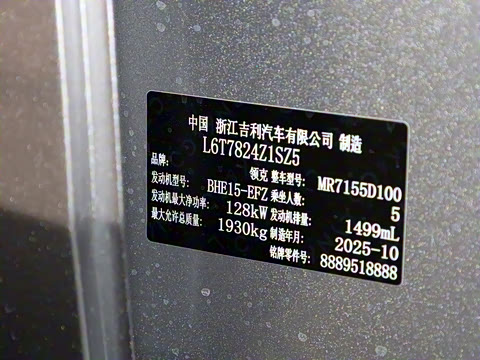 中国 浙江吉利汽车有限公司 制造
L6T7824Z1SZ5
品牌: 领克 整车型号: MR7155D100
发动机型号: BHE15-EFZ 乘坐人数: 5
发动机最大净功率: 128kW 发动机排量: 1499mL
最大允许总质量: 1930kg 制造年月: 2025-10
铭牌零件号: 8889518888